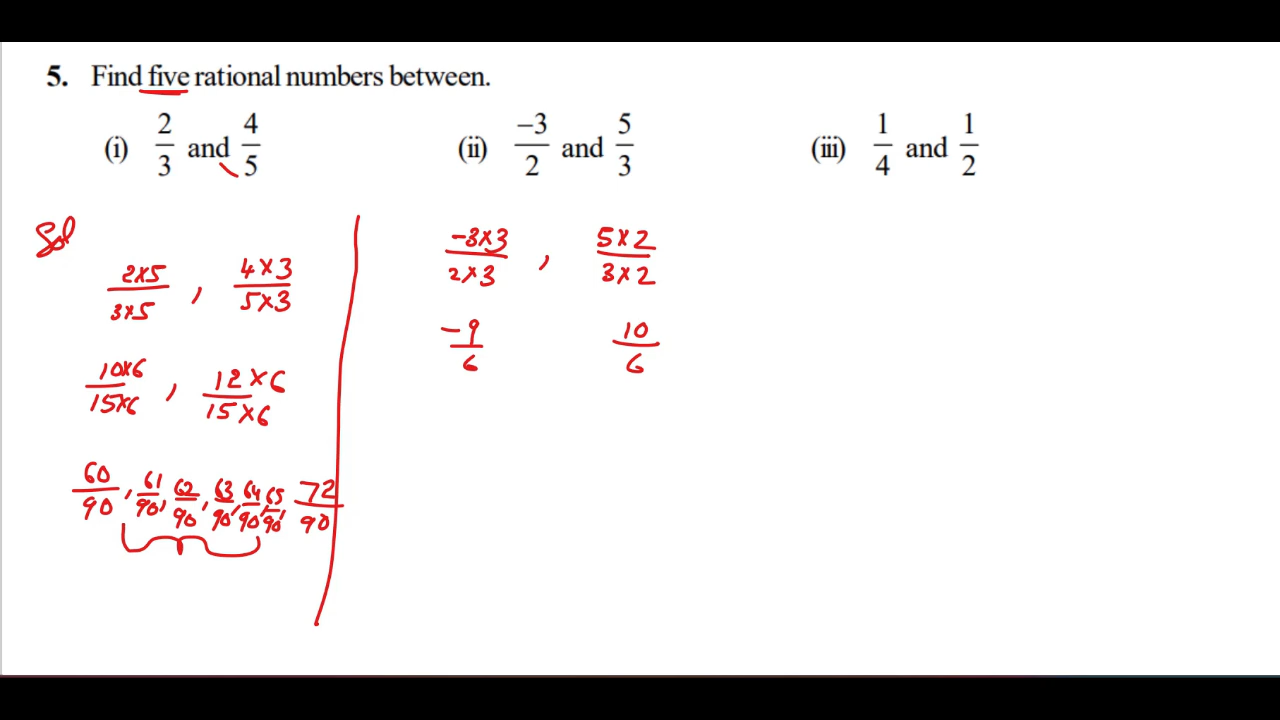 5. Find five rational numbers between.
(i) 2/3 and 4/5 (ii) -3/2 and 5/3 (iii) 1/4 and 1/2
Sol
2×5/3×5 , 4×3/5×3
10×6/15×6 , 12×6/15×6
60/90 , 61/90 , 62/90 , 63/90 , 64/90 , 65/90 , 72/90
-3×3/2×3 , 5×2/3×2
-9/6 10/6